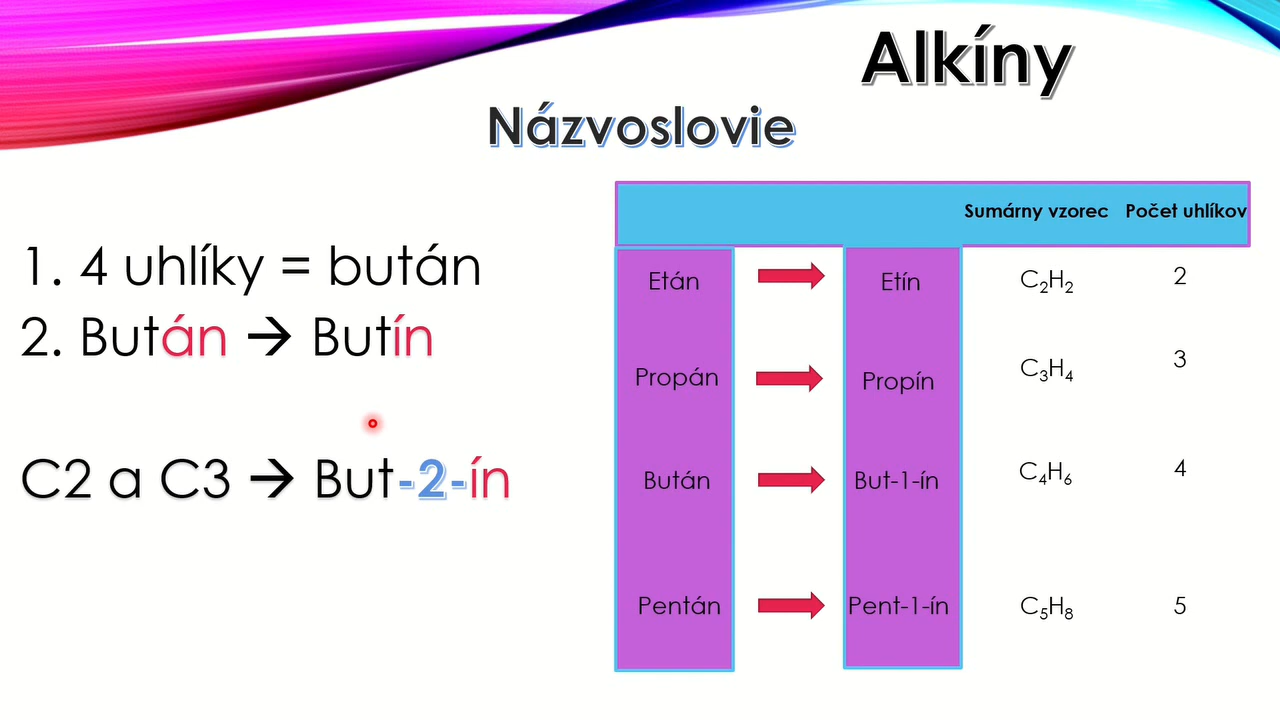 Alkíny
Názvoslovie
1. 4 uhlíky = bután
2. Bután → Butín
C2 a C3 → But-2-ín
Sumárny vzorec Počet uhlíkov
Etán Etín C₂H₂ 2
Propán Propín C₃H₄ 3
Bután But-1-ín C₄H₆ 4
Pentán Pent-1-ín C₅H₈ 5